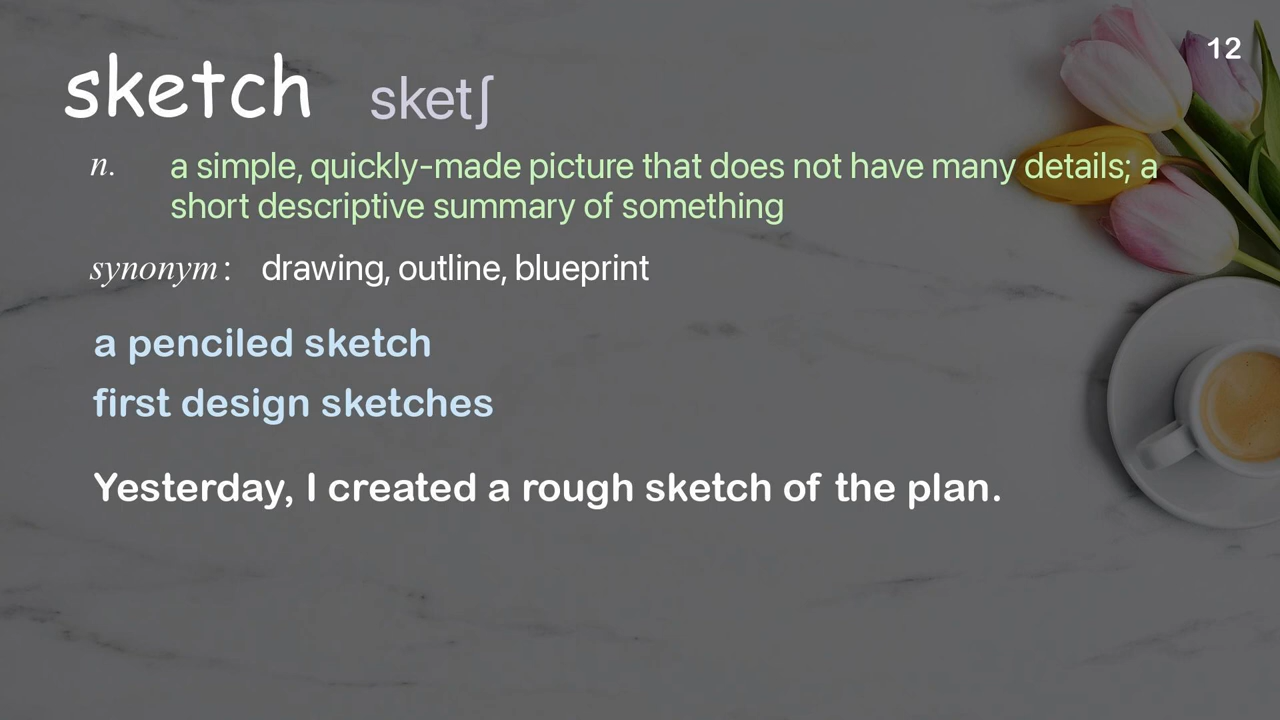 12
sketch sketʃ
n. a simple, quickly-made picture that does not have many details; a
short descriptive summary of something
synonym: drawing, outline, blueprint
a penciled sketch
first design sketches
Yesterday, I created a rough sketch of the plan.